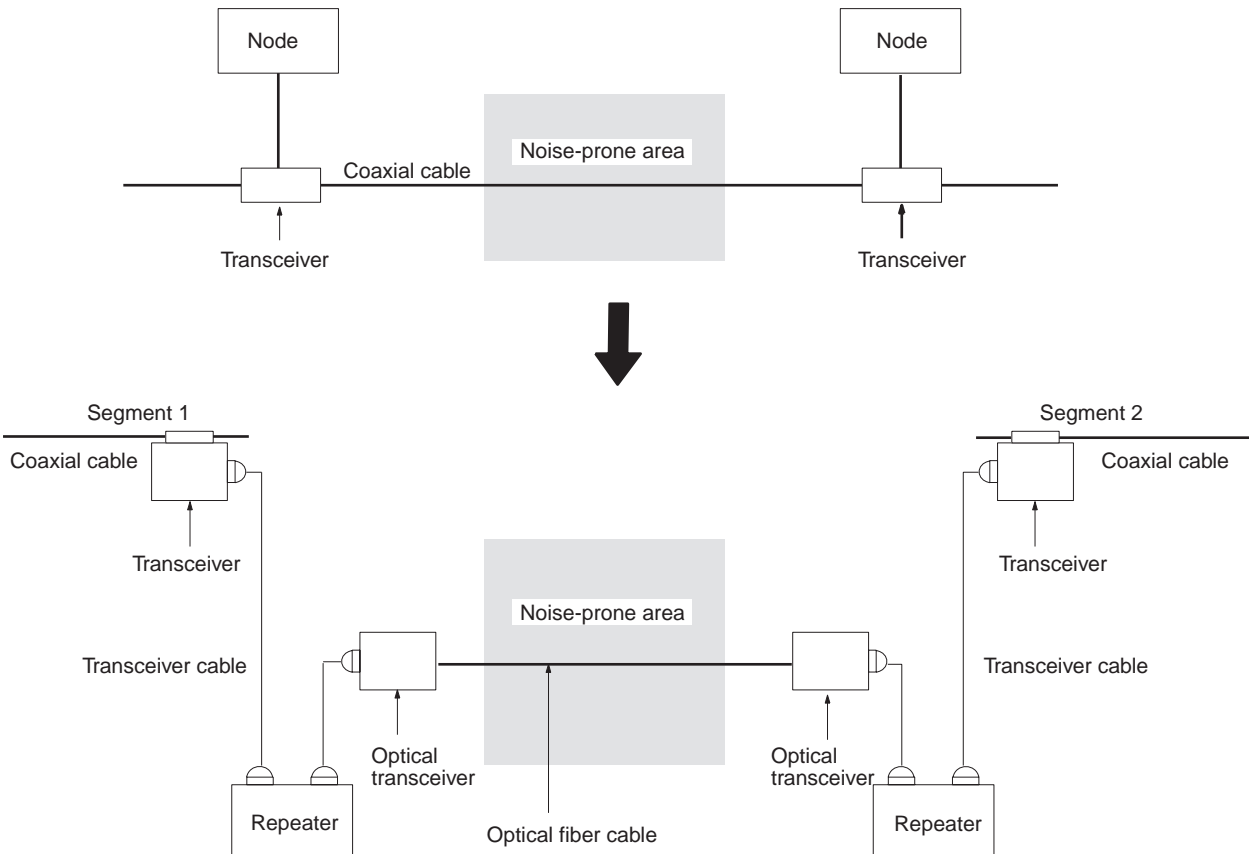 Node
Node
Noise-prone area
Coaxial cable
Transceiver
Transceiver
Segment 1
Segment 2
Coaxial cable
Coaxial cable
Transceiver
Transceiver
Noise-prone area
Transceiver cable
Transceiver cable
Optical
transceiver
Optical
transceiver
Repeater
Optical fiber cable
Repeater